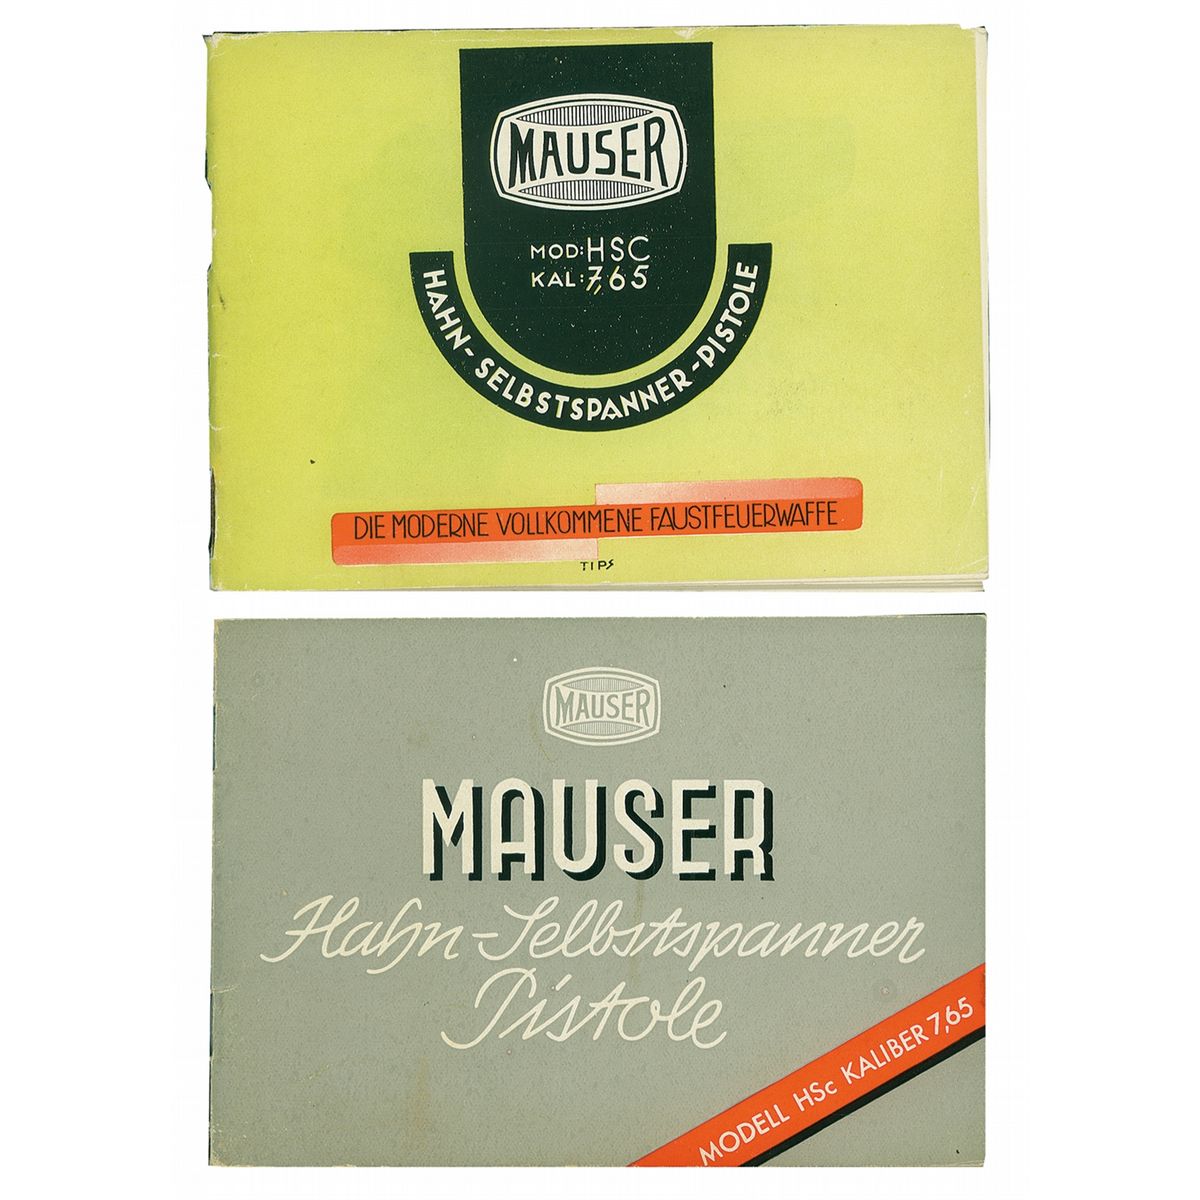 MAUSER
MOD: HSC
KAL: 7,65
HAHN-SELBSTSPANNER-PISTOLE
DIE MODERNE VOLLKOMMENE FAUSTFEUERWAFFE
TIPS
MAUSER
MAUSER
Hahn-Selbstspanner
Pistole
MODELL HSc KALIBER 7,65